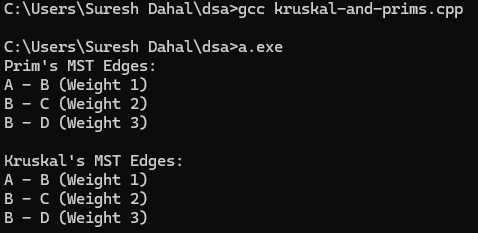 C:\Users\Suresh Dahal\dsa>gcc kruskal-and-prims.cpp
C:\Users\Suresh Dahal\dsa>a.exe
Prim's MST Edges:
A - B (Weight 1)
B - C (Weight 2)
B - D (Weight 3)
Kruskal's MST Edges:
A - B (Weight 1)
B - C (Weight 2)
B - D (Weight 3)